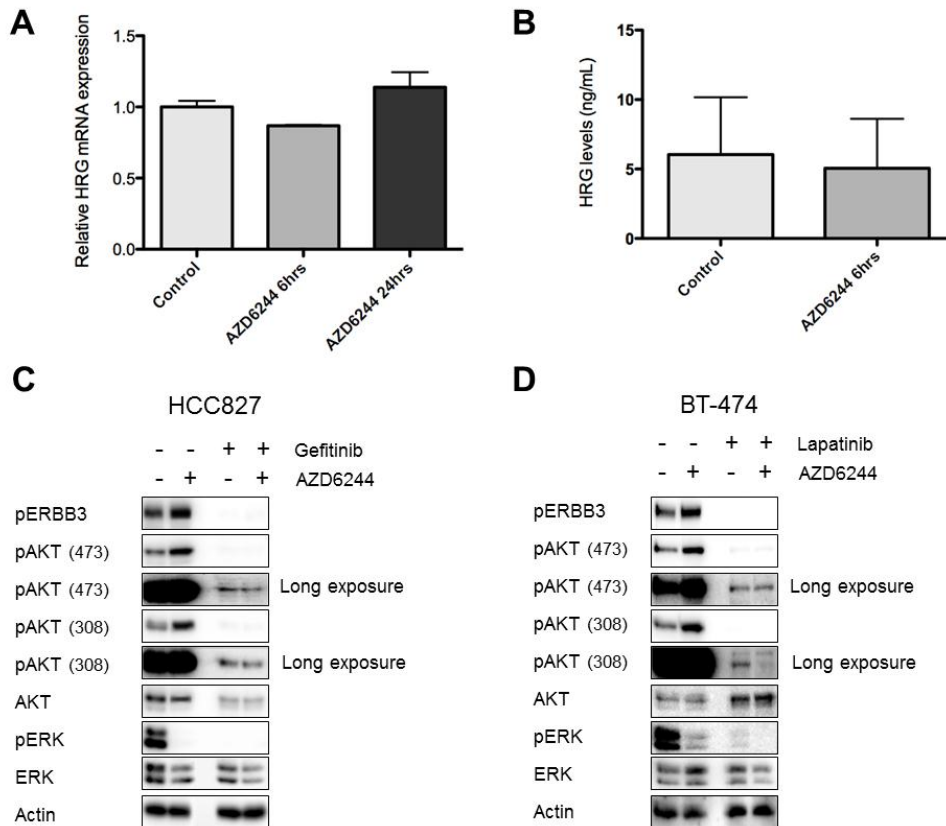 A
Relative HRG mRNA expression
1.5
1.0
0.5
0.0
Control
AZD6244 6hrs
AZD6244 24hrs
B
HRG levels (ng/mL)
15
10
5
0
Control
AZD6244 6hrs
C
HCC827
- - + + Gefitinib
- + - + AZD6244
pERBB3
pAKT (473)
pAKT (473) Long exposure
pAKT (308)
pAKT (308) Long exposure
AKT
pERK
ERK
Actin
D
BT-474
- - + + Lapatinib
- + - + AZD6244
pERBB3
pAKT (473)
pAKT (473) Long exposure
pAKT (308)
pAKT (308) Long exposure
AKT
pERK
ERK
Actin